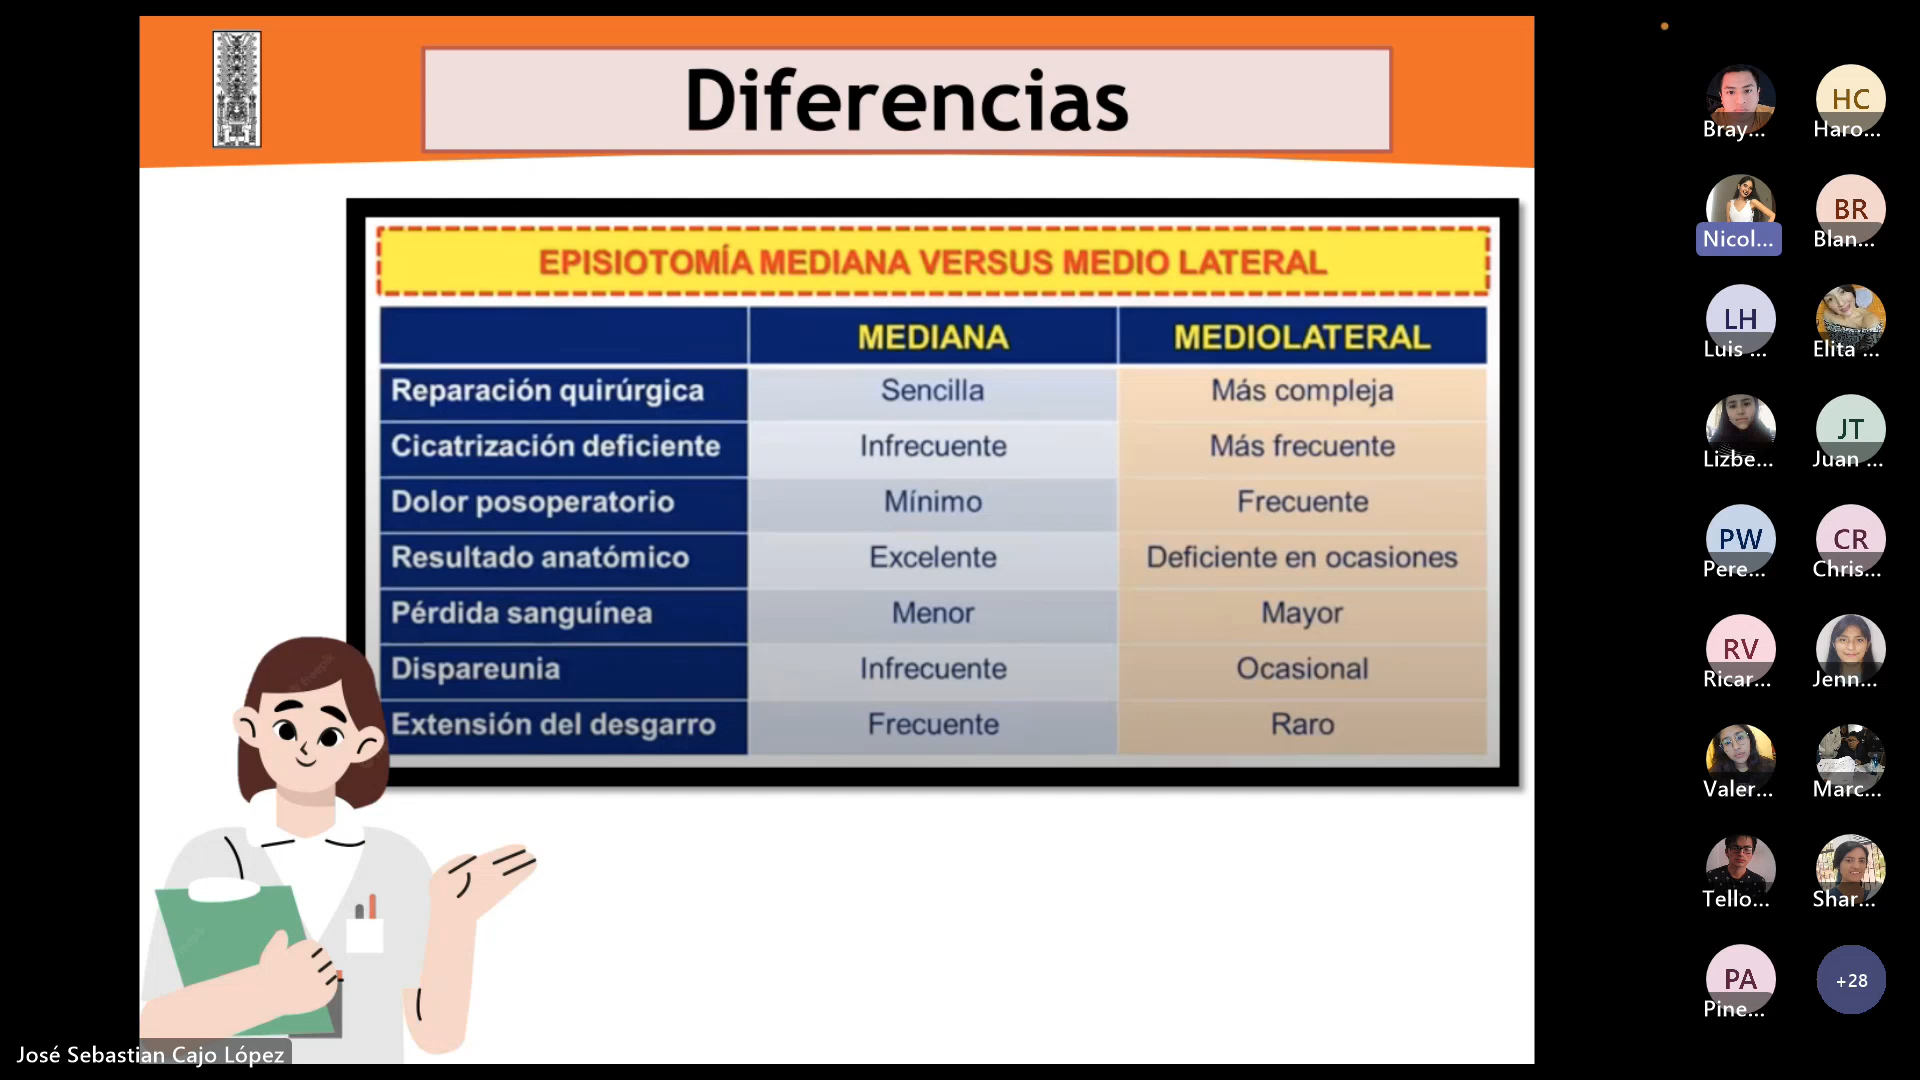 Diferencias
EPISIOTOMÍA MEDIANA VERSUS MEDIO LATERAL
MEDIANA MEDIOLATERAL
Reparación quirúrgica Sencilla Más compleja
Cicatrización deficiente Infrecuente Más frecuente
Dolor posoperatorio Mínimo Frecuente
Resultado anatómico Excelente Deficiente en ocasiones
Pérdida sanguínea Menor Mayor
Dispareunia Infrecuente Ocasional
Extensión del desgarro Frecuente Raro
José Sebastian Cajo López
HC
Bray... Haro...
BR
Nicol... Blan...
LH
Luis ... Elita ...
JT
Lizbe... Juan ...
PW CR
Pere... Chris...
RV
Ricar... Jenn...
Valer... Marc...
Tello... Shar...
PA +28
Pine...